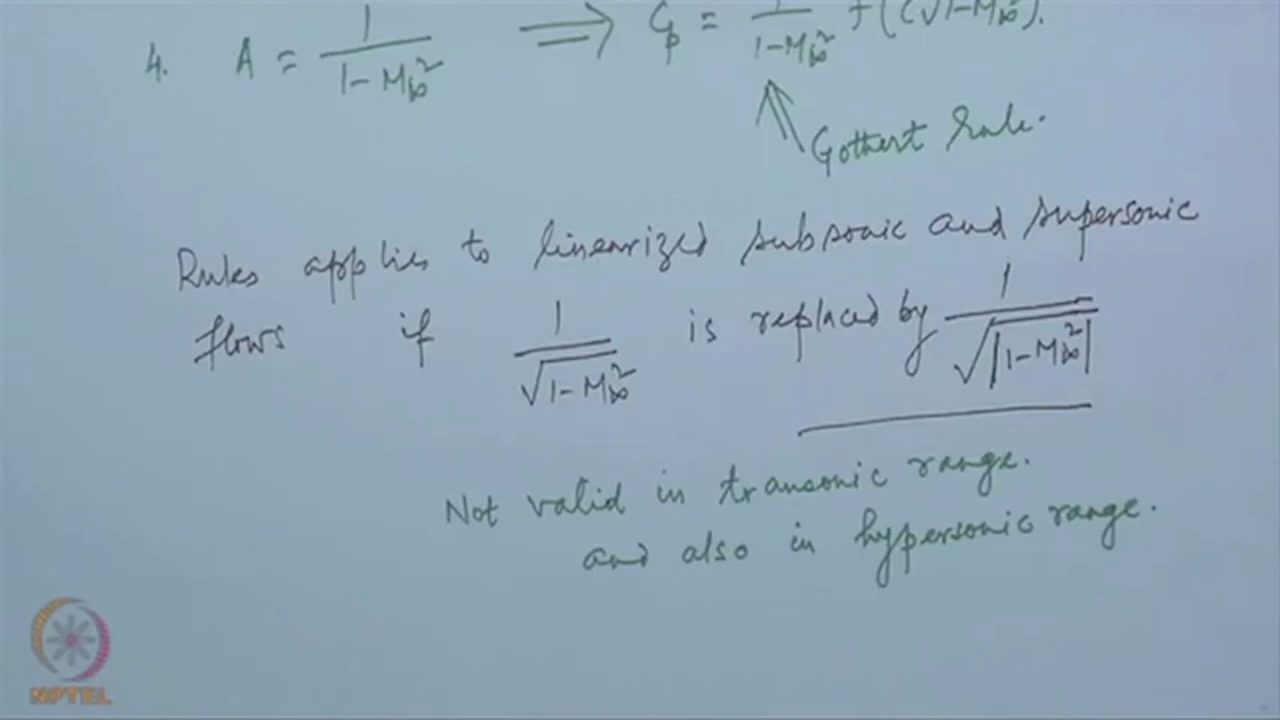 4. A = 1/(1-M∞²) ⟹ Cp = 1/(1-M∞²) f(τ√1-M∞²).
Gothert Rule.
Rules applies to linearized subsonic and supersonic
flows if 1/√(1-M∞²) is replaced by 1/√|1-M∞²|
Not valid in transonic range.
and also in hypersonic range.
NPTEL